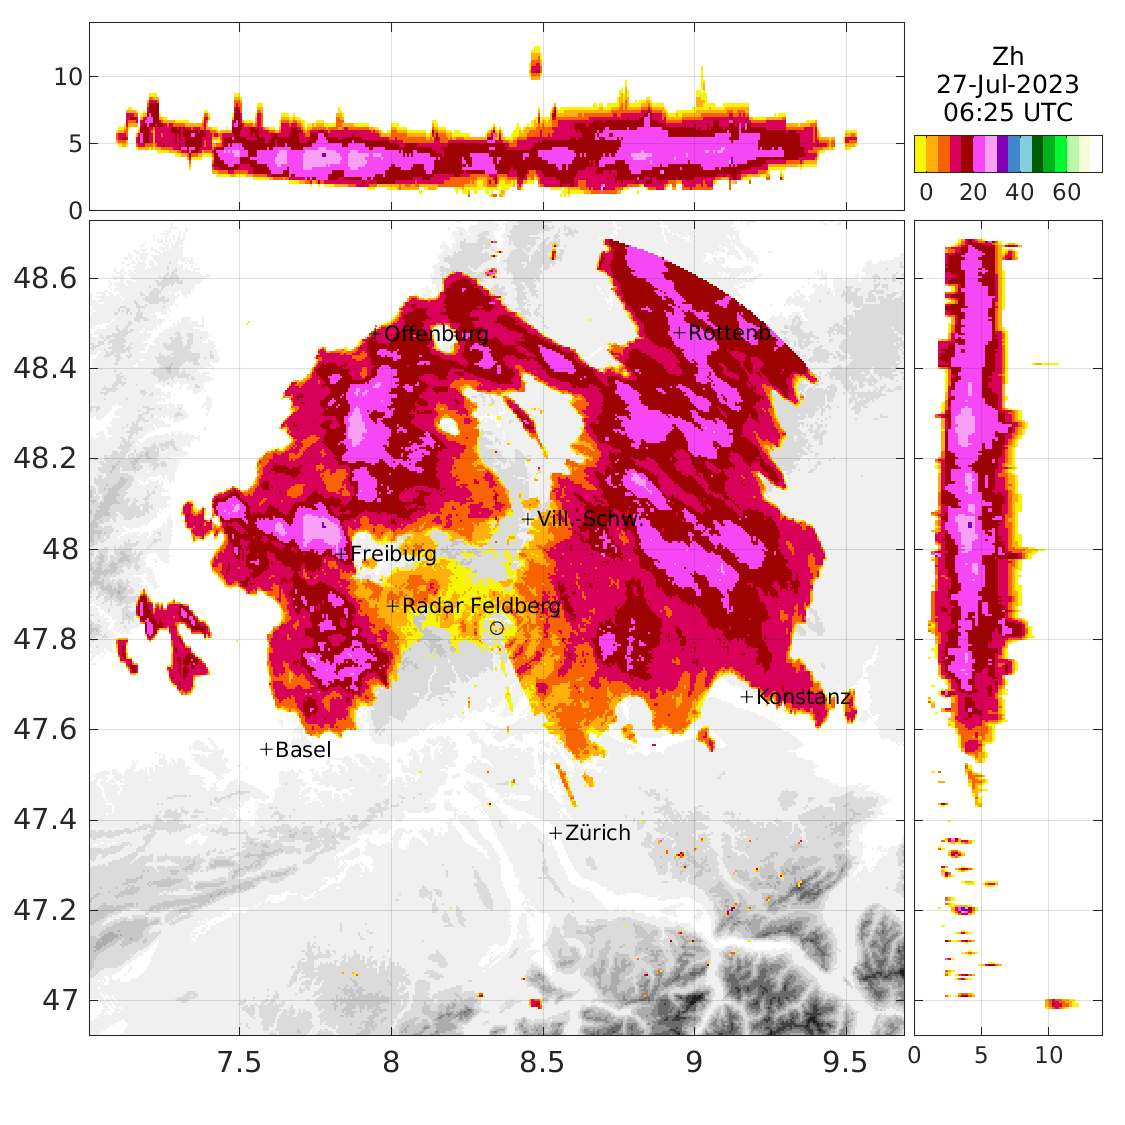 10
5
0
Zh
27-Jul-2023
06:25 UTC
0 20 40 60
48.6
48.4
48.2
48
47.8
47.6
47.4
47.2
47
Offenburg
Rottenb.
Vill.-Schw.
Freiburg
Radar Feldberg
Konstanz
Basel
Zürich
7.5 8 8.5 9 9.5
0 5 10